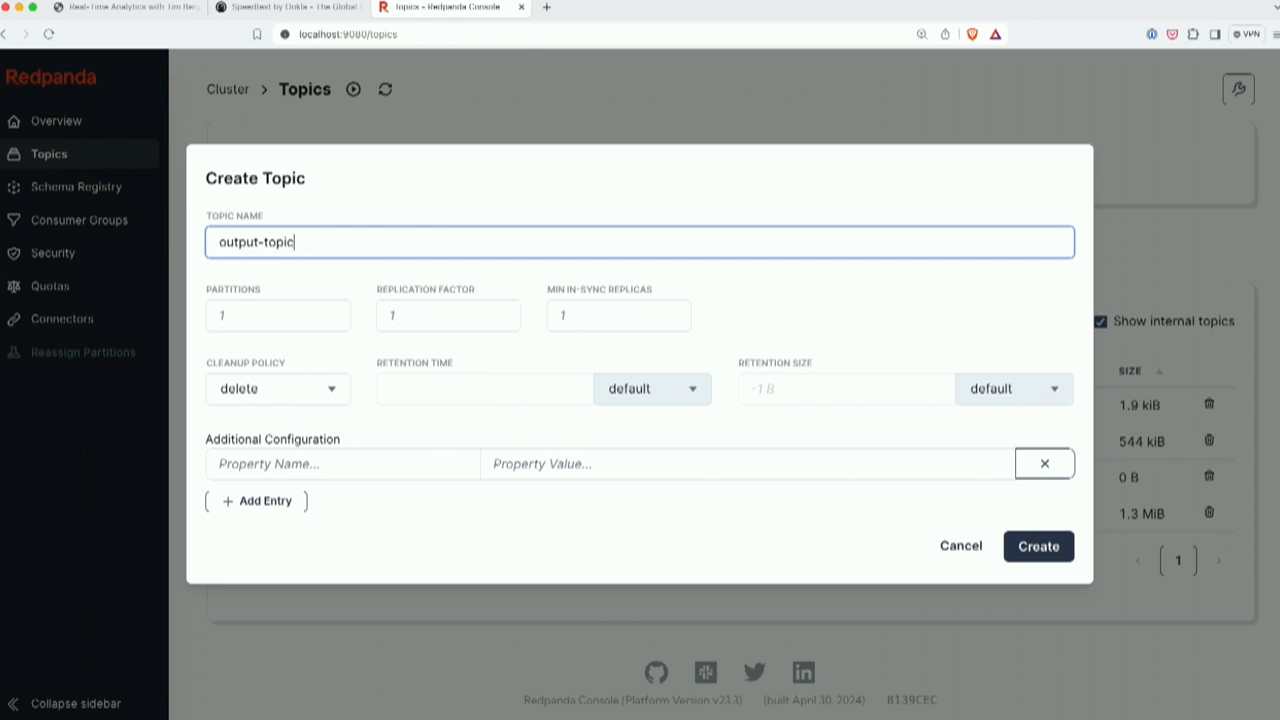 Real-Time Analytics with Tim Ber
Speedtest by Ookla - The Global
Topics - Redpanda Console
localhost:9080/topics
VPN
Redpanda
Cluster > Topics
Overview
Topics
Schema Registry
Consumer Groups
Security
Quotas
Connectors
Reassign Partitions
Collapse sidebar
Create Topic
TOPIC NAME
output-topic
PARTITIONS REPLICATION FACTOR MIN IN-SYNC REPLICAS
1 1 1
CLEANUP POLICY RETENTION TIME RETENTION SIZE
delete default -1 B default
Additional Configuration
Property Name... Property Value...
+ Add Entry
Cancel Create
Show internal topics
SIZE
1.9 kiB
544 kiB
0 B
1.3 MiB
1
Redpanda Console (Platform Version v23.3) (built April 30, 2024) 8139CEC